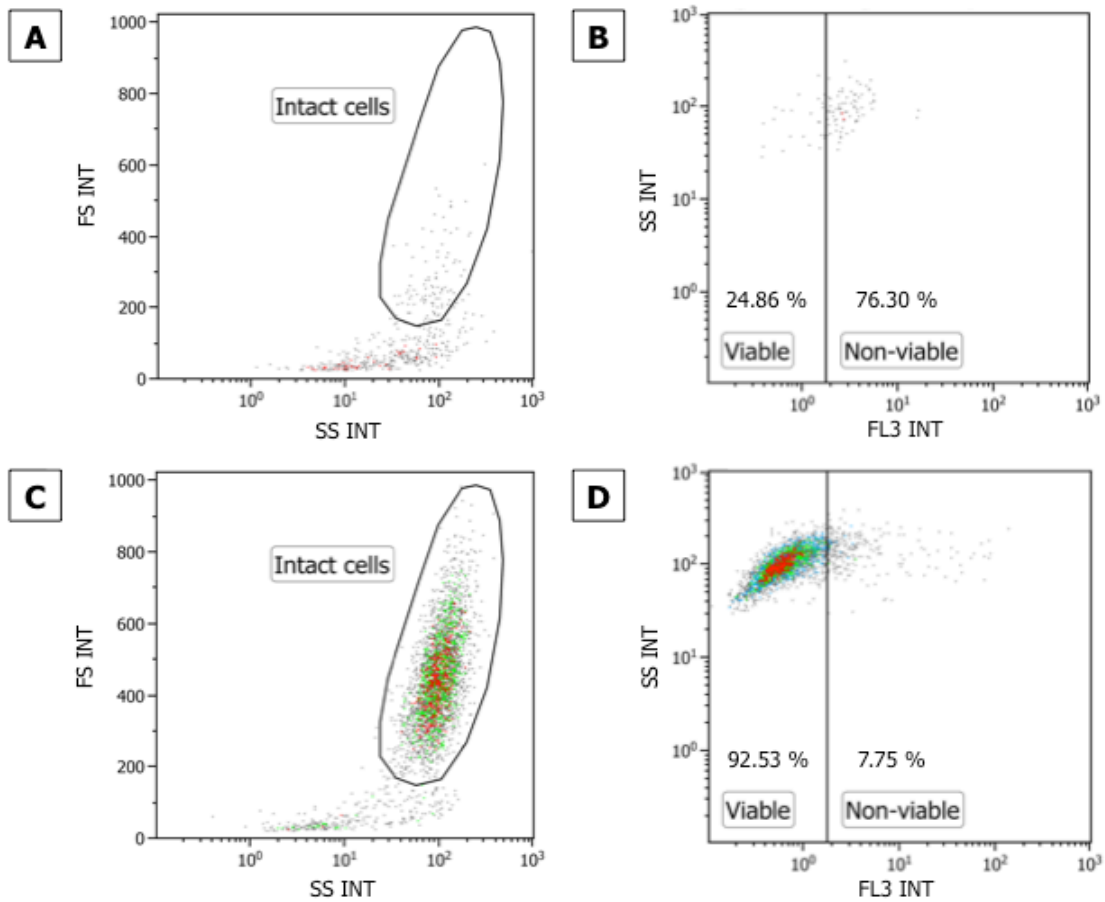 A
1000
800
600
400
200
0
FS INT
Intact cells
10⁰
10¹
10²
10³
SS INT
B
10³
10²
10¹
10⁰
SS INT
24.86 %
76.30 %
Viable
Non-viable
10⁰
10¹
10²
10³
FL3 INT
C
1000
800
600
400
200
0
FS INT
Intact cells
10⁰
10¹
10²
10³
SS INT
D
10³
10²
10¹
10⁰
SS INT
92.53 %
7.75 %
Viable
Non-viable
10⁰
10¹
10²
10³
FL3 INT